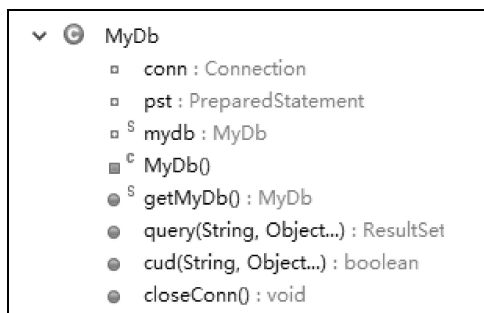 MyDb
conn : Connection
pst : PreparedStatement
S mydb : MyDb
C MyDb()
S getMyDb() : MyDb
query(String, Object...) : ResultSet
cud(String, Object...) : boolean
closeConn() : void